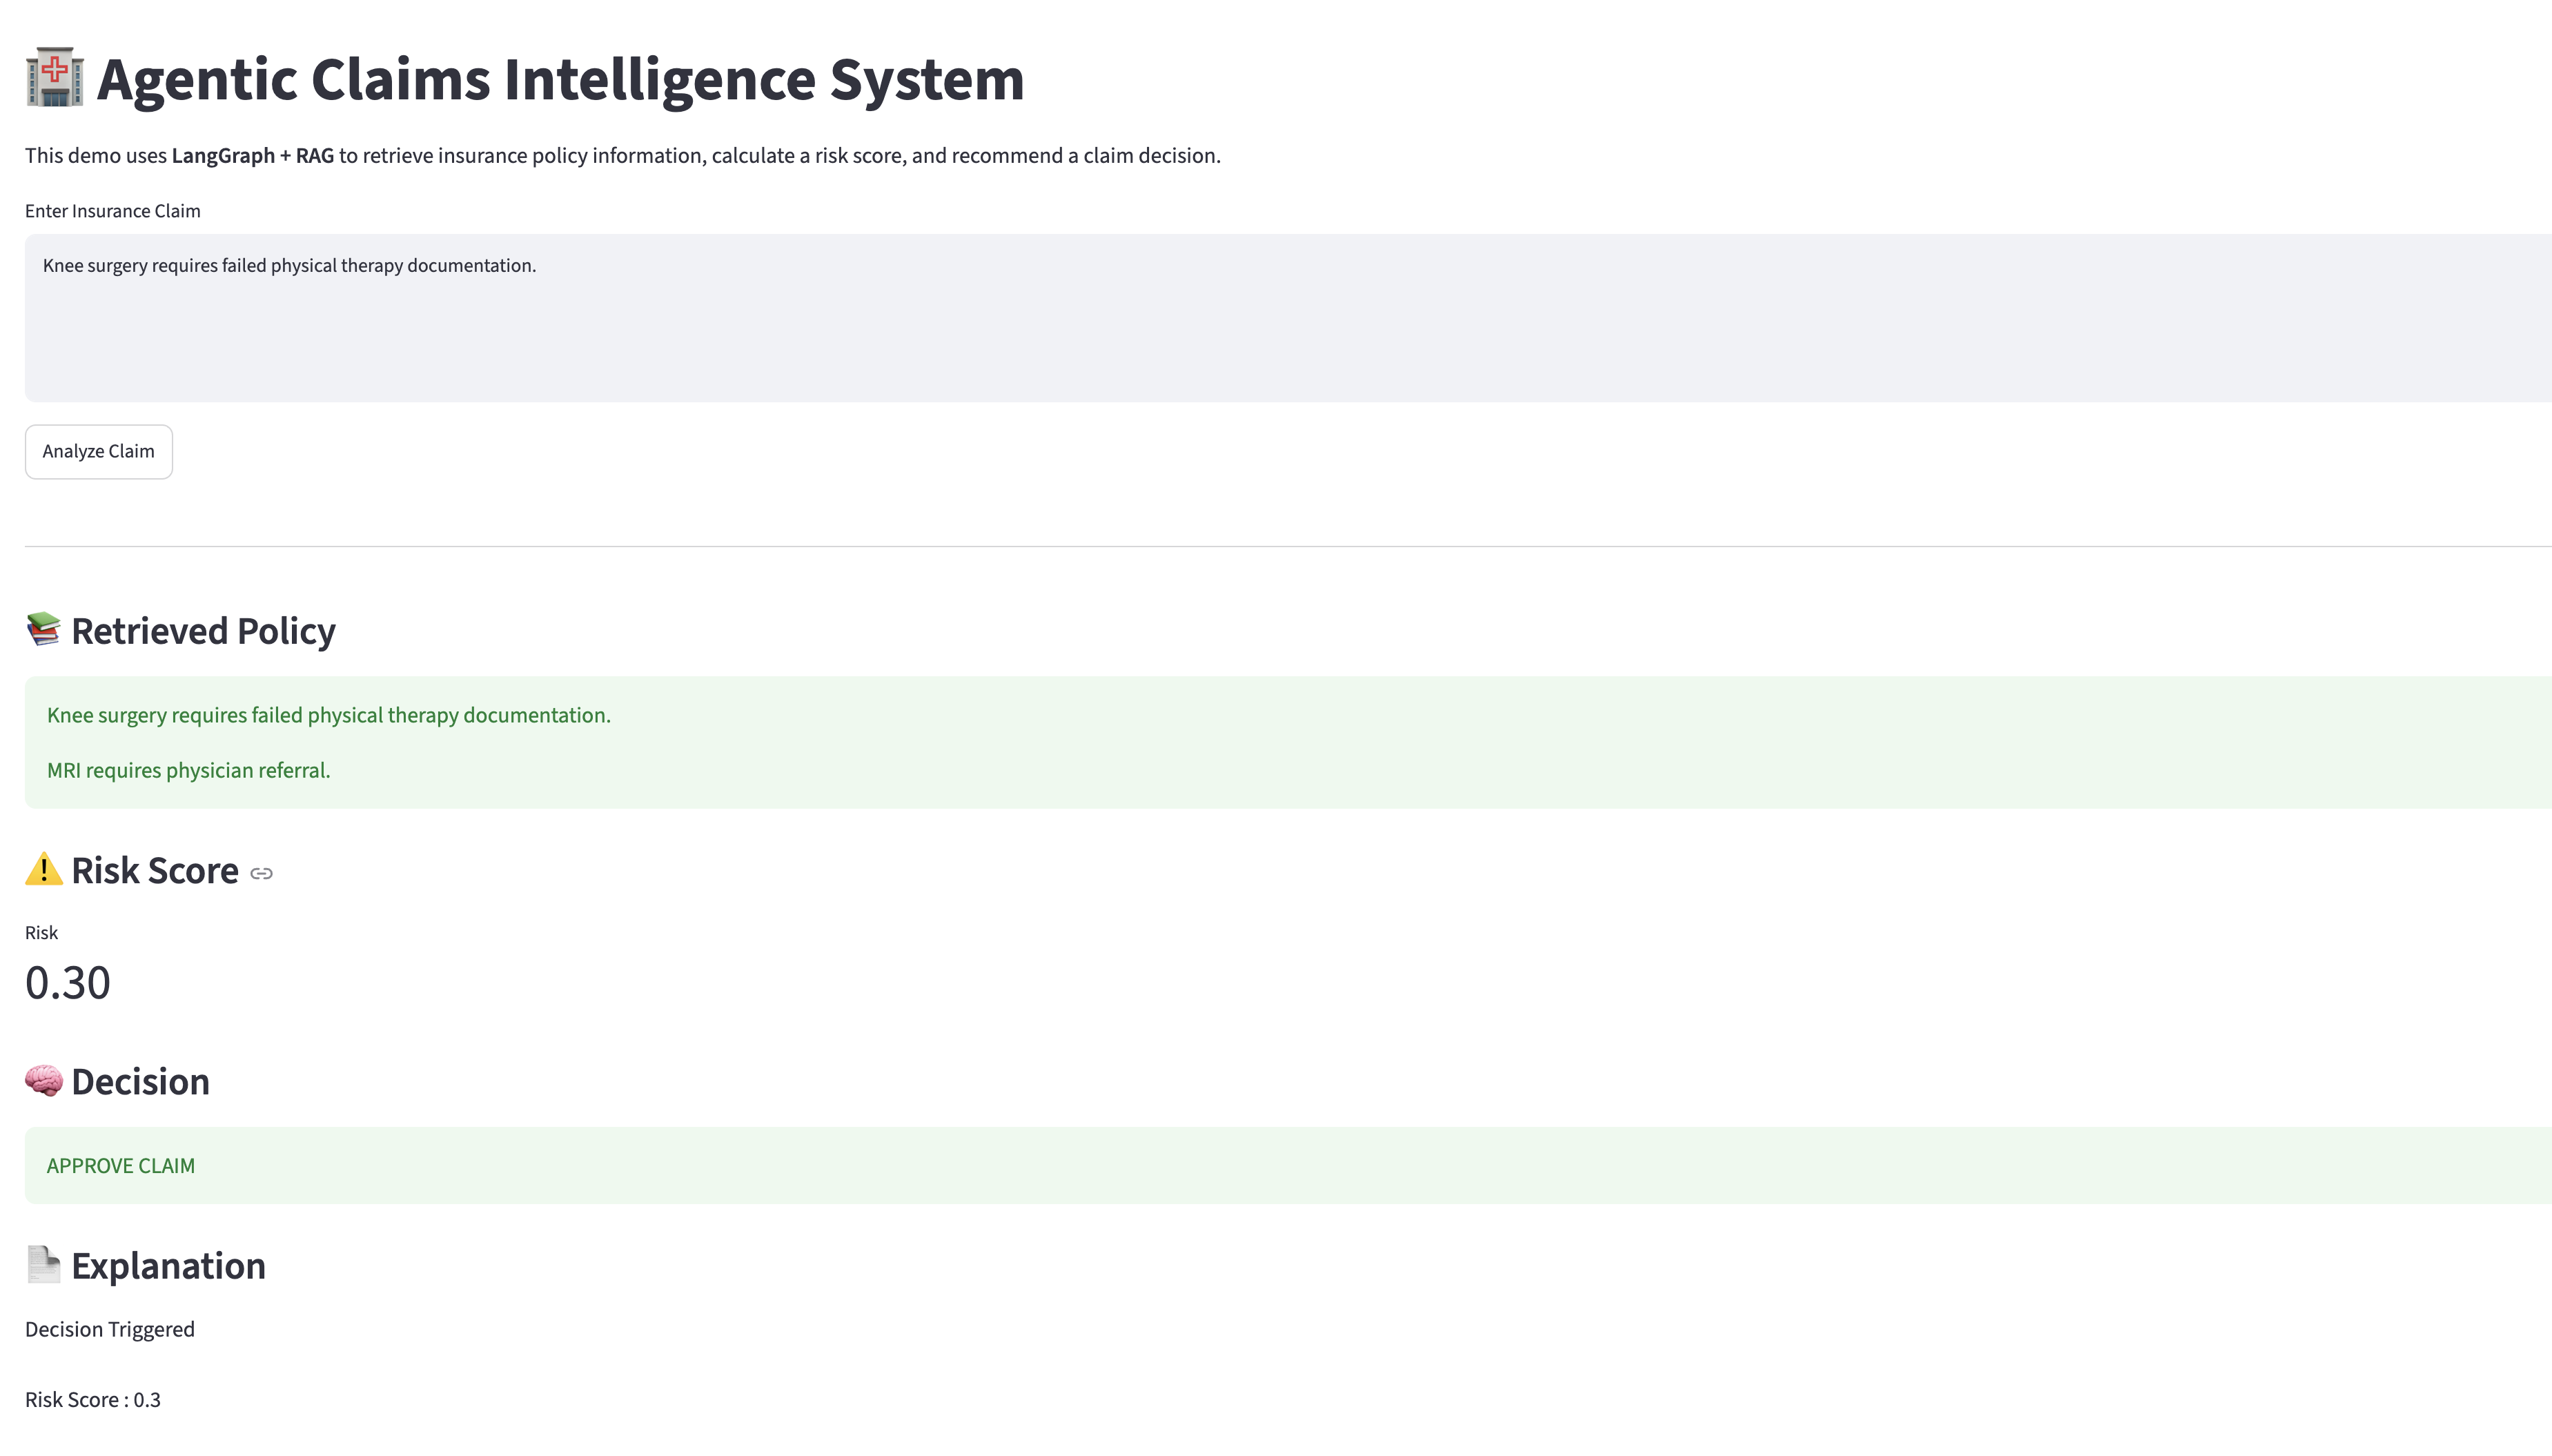 Agentic Claims Intelligence System
This demo uses LangGraph + RAG to retrieve insurance policy information, calculate a risk score, and recommend a claim decision.
Enter Insurance Claim
Knee surgery requires failed physical therapy documentation.
Analyze Claim
Retrieved Policy
Knee surgery requires failed physical therapy documentation.
MRI requires physician referral.
Risk Score
Risk
0.30
Decision
APPROVE CLAIM
Explanation
Decision Triggered
Risk Score : 0.3